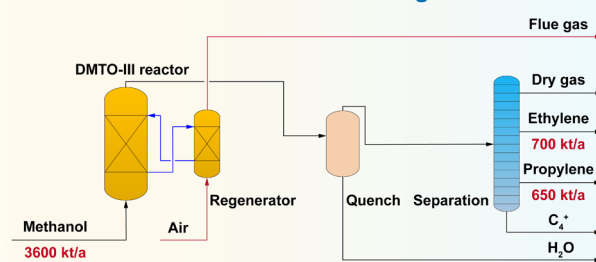 Flue gas
DMTO-III reactor
Dry gas
Ethylene
700 kt/a
Propylene
650 kt/a
Regenerator
Quench
Separation
Methanol
3600 kt/a
Air
C₄⁺
H₂O